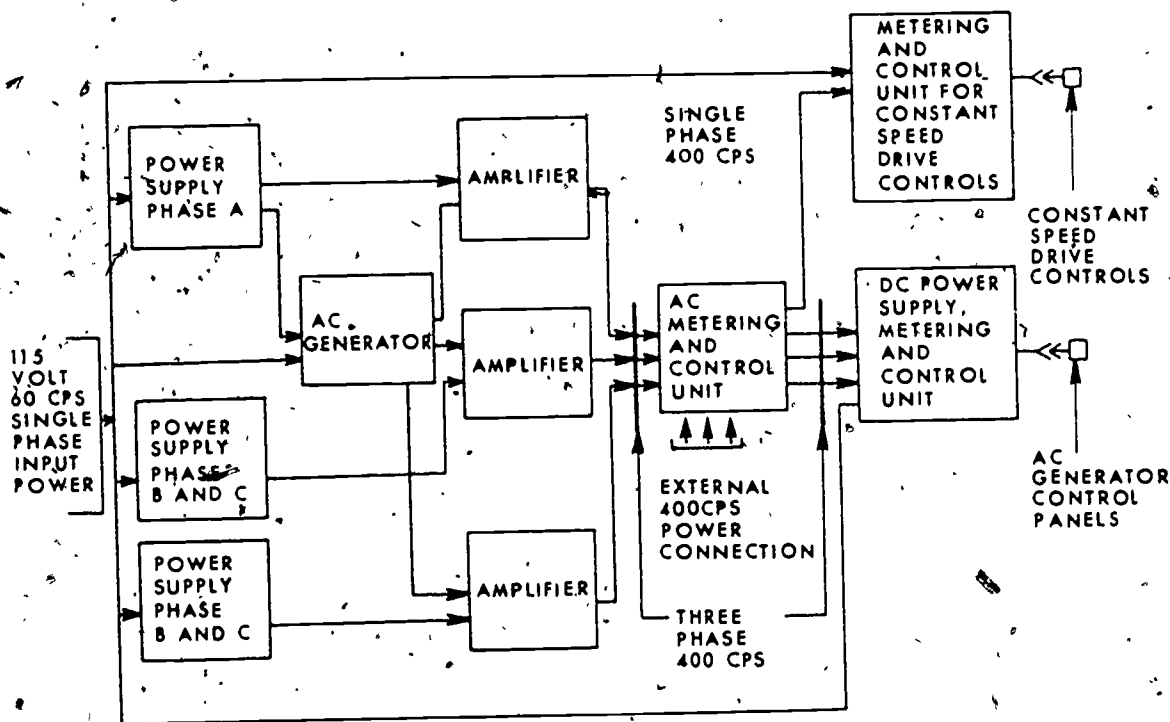 115
VOLT
60 CPS
SINGLE
PHASE
INPUT
POWER
POWER
SUPPLY
PHASE A
POWER
SUPPLY
PHASE
B AND C
POWER
SUPPLY
PHASE
B AND C
AC
GENERATOR
AMPLIFIER
AMPLIFIER
AMPLIFIER
SINGLE
PHASE
400 CPS
AC
METERING
AND
CONTROL
UNIT
EXTERNAL
400CPS
POWER
CONNECTION
THREE
PHASE
400 CPS
METERING
AND
CONTROL
UNIT FOR
CONSTANT
SPEED
DRIVE
CONTROLS
CONSTANT
SPEED
DRIVE
CONTROLS
DC POWER
SUPPLY,
METERING
AND
CONTROL
UNIT
AC
GENERATOR
CONTROL
PANELS